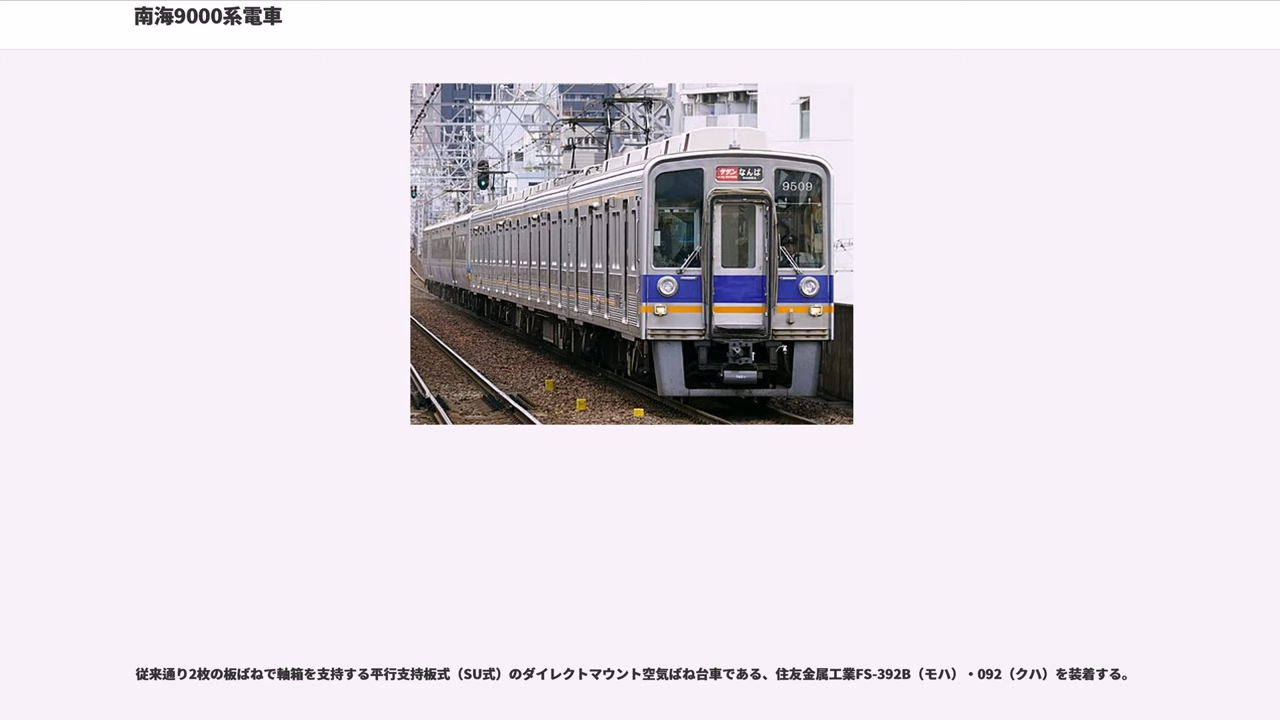 南海9000系電車
サザン なんば
9509
従来通り2枚の板ばねで軸箱を支持する平行支持板式（SU式）のダイレクトマウント空気ばね台車である、住友金属工業FS-392B（モハ）・092（クハ）を装着する。